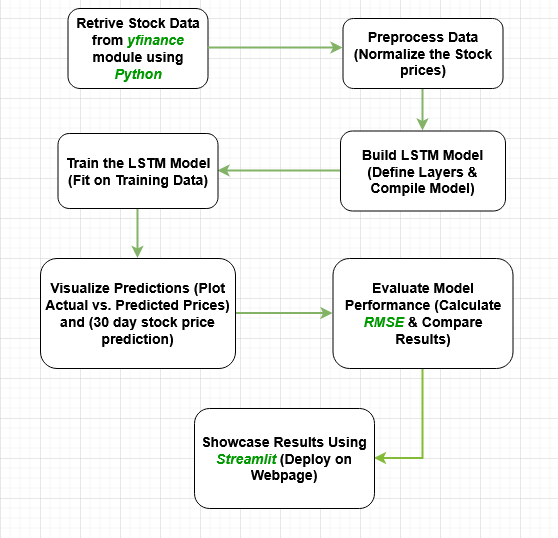 Retrive Stock Data
from yfinance
module using
Python
Preprocess Data
(Normalize the Stock
prices)
Build LSTM Model
(Define Layers &
Compile Model)
Train the LSTM Model
(Fit on Training Data)
Visualize Predictions (Plot
Actual vs. Predicted Prices)
and (30 day stock price
prediction)
Evaluate Model
Performance (Calculate
RMSE & Compare
Results)
Showcase Results Using
Streamlit (Deploy on
Webpage)